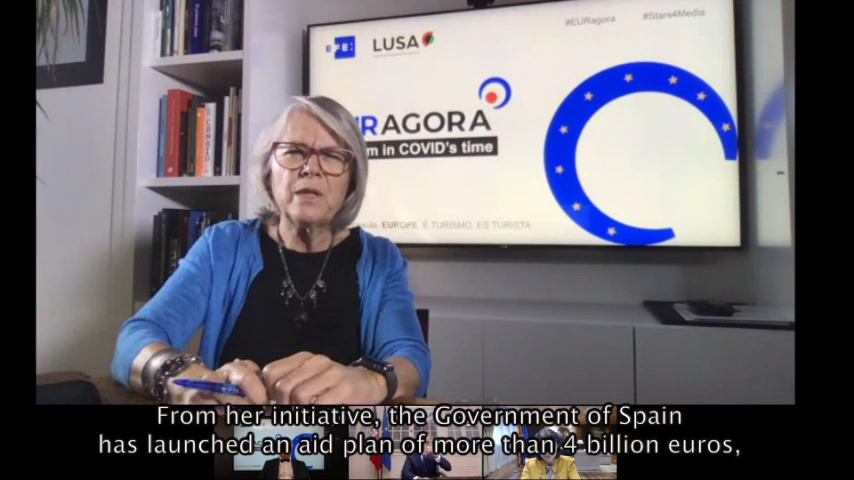 #EURagora #Stars4Media
EFE: LUSA
URAGORA
m in COVID's time
EUROPE. É TURISMO. ES TURISTA
From her initiative, the Government of Spain
has launched an aid plan of more than 4 billion euros,